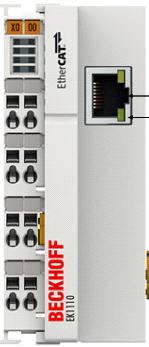 X0 00
EtherCAT
BECKHOFF
EK1110